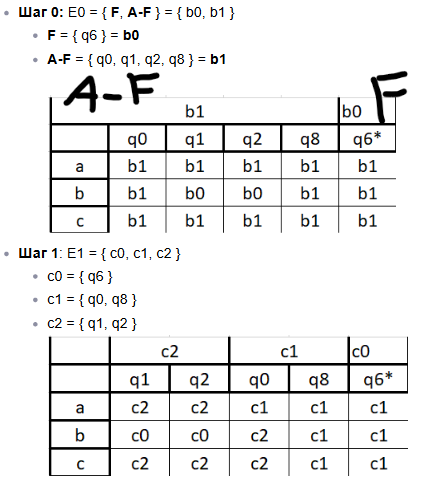 Шаг 0: E0 = { F, A-F } = { b0, b1 }
F = { q6 } = b0
A-F = { q0, q1, q2, q8 } = b1
A-F F
b1 b0
q0 q1 q2 q8 q6*
a b1 b1 b1 b1 b1
b b1 b0 b0 b1 b1
c b1 b1 b1 b1 b1
Шаг 1: E1 = { c0, c1, c2 }
c0 = { q6 }
c1 = { q0, q8 }
c2 = { q1, q2 }
c2 c1 c0
q1 q2 q0 q8 q6*
a c2 c2 c1 c1 c1
b c0 c0 c2 c1 c1
c c2 c2 c2 c1 c1